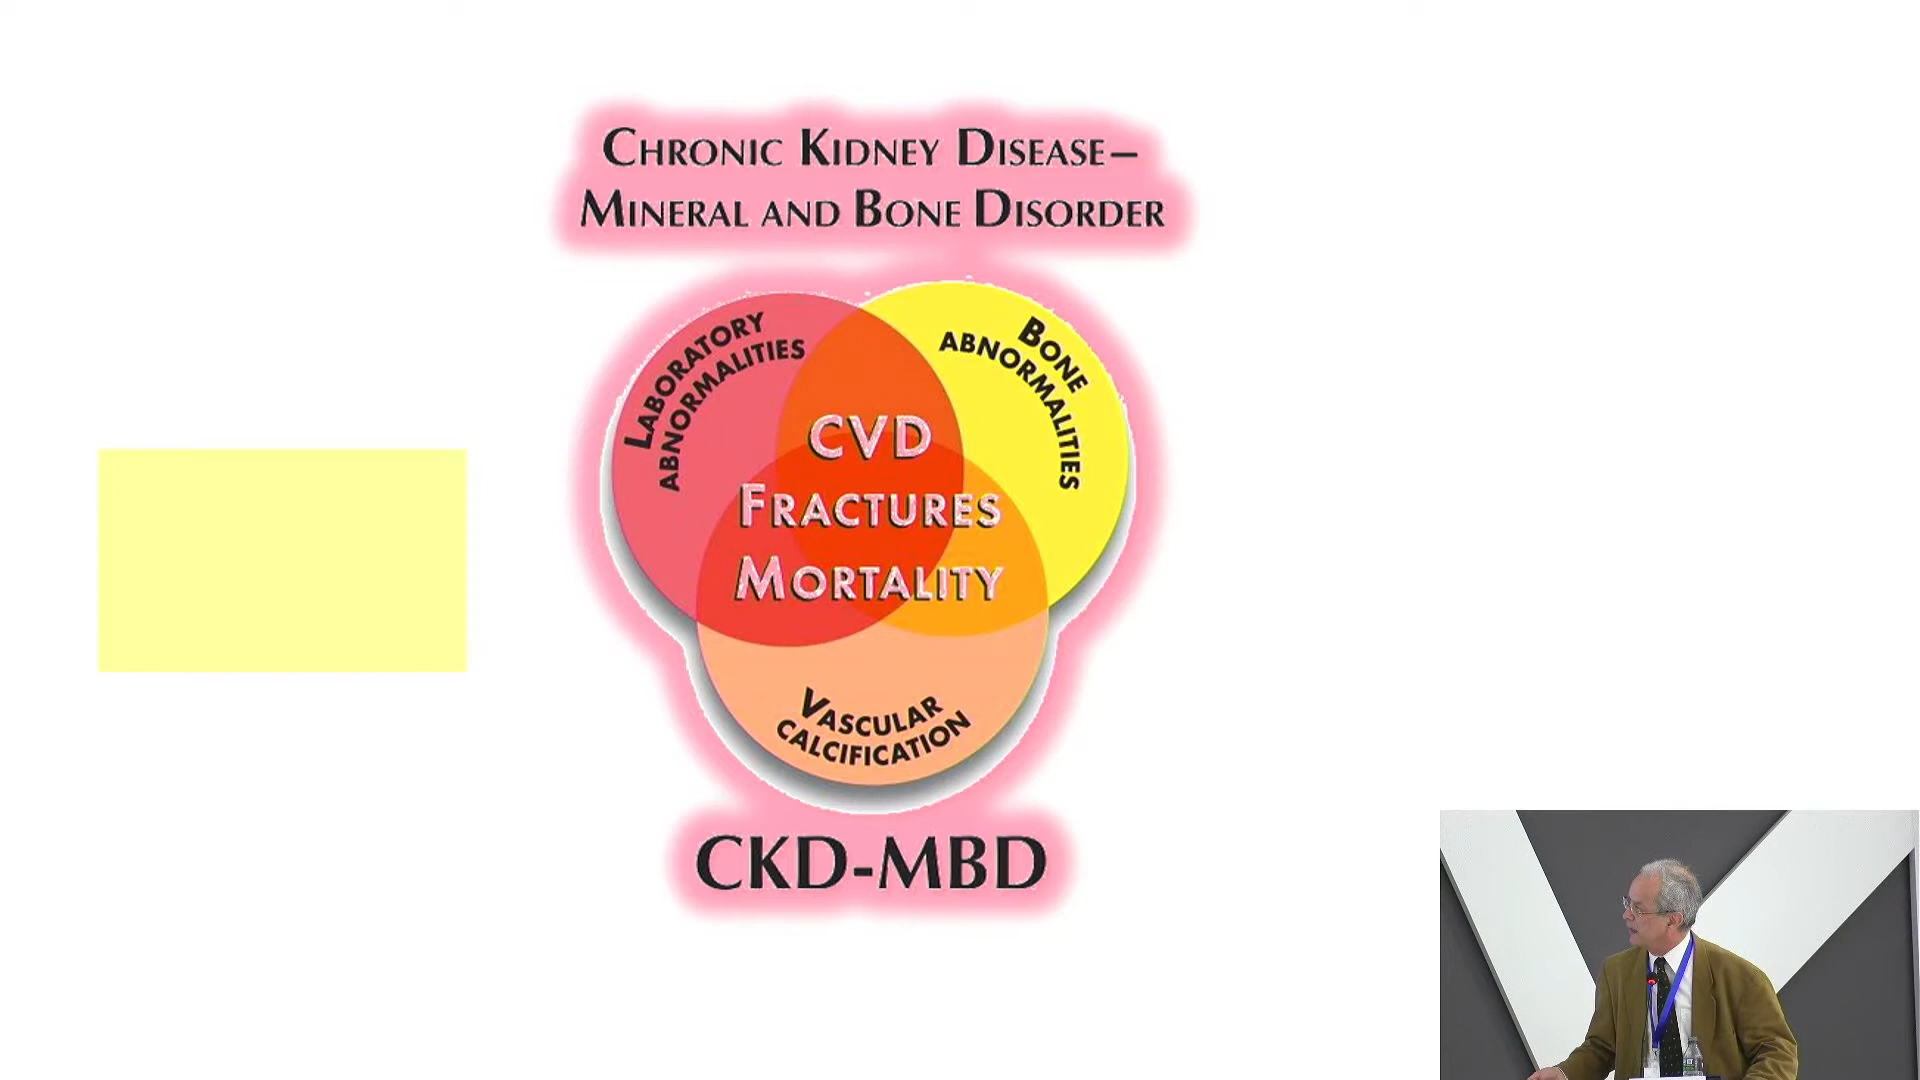 CHRONIC KIDNEY DISEASE–
MINERAL AND BONE DISORDER
LABORATORY
ABNORMALITIES
BONE
ABNORMALITIES
CVD
FRACTURES
MORTALITY
VASCULAR
CALCIFICATION
CKD-MBD